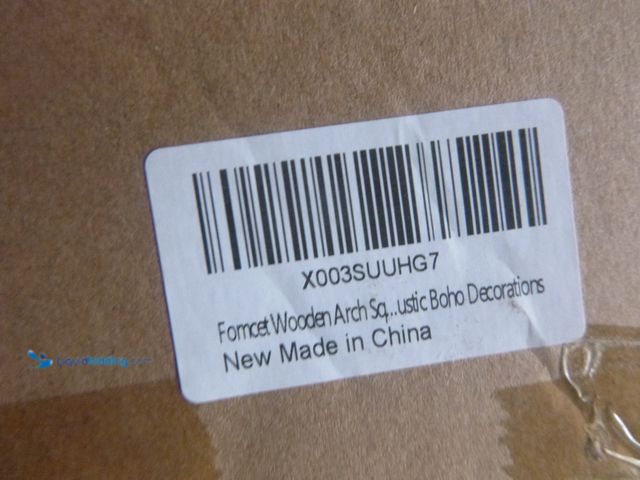 X003SUUHG7
Fomcet Wooden Arch Sq...ustic Boho Decorations
New Made in China